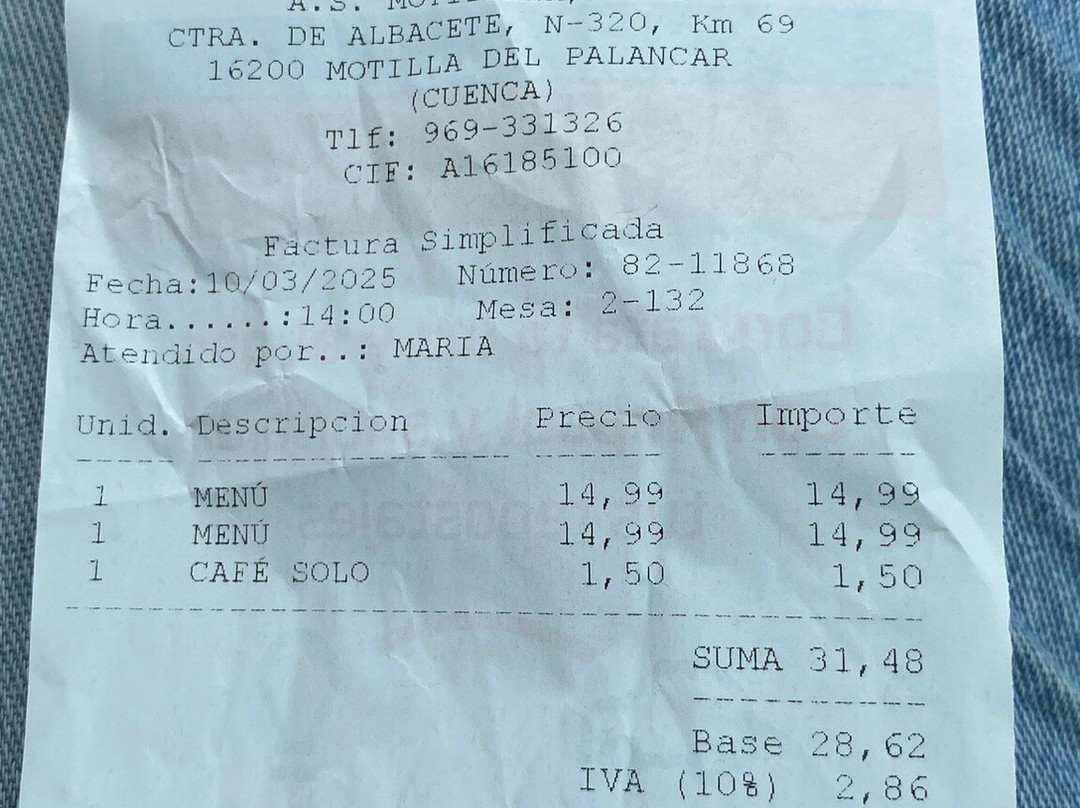 A.S.
CTRA. DE ALBACETE, N-320, Km 69
16200 MOTILLA DEL PALANCAR
(CUENCA)
Tlf: 969-331326
CIF: A16185100
Factura Simplificada
Fecha:10/03/2025 Número: 82-11868
Hora......:14:00 Mesa: 2-132
Atendido por..: MARIA
Unid. Descripcion Precio Importe
1 MENÚ 14,99 14,99
1 MENÚ 14,99 14,99
1 CAFÉ SOLO 1,50 1,50
SUMA 31,48
Base 28,62
IVA (10%) 2,86